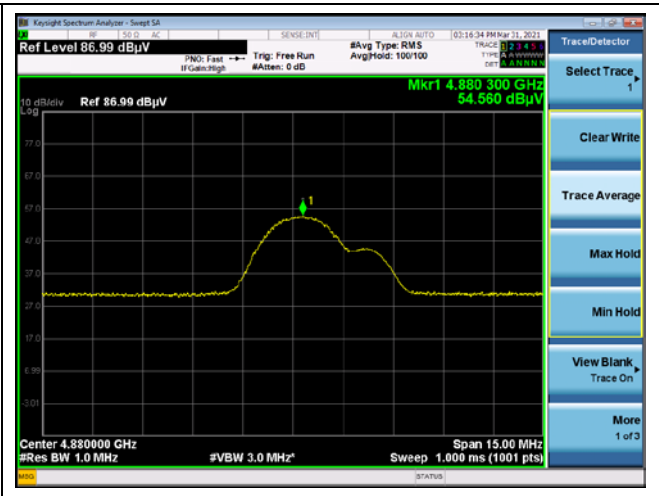 Keysight Spectrum Analyzer - Swept SA
RF 50 Ω AC SENSE:INT ALIGN AUTO 03:16:34 PM Mar 31, 2021
Ref Level 86.99 dBµV
PNO: Fast
IFGain:High
Trig: Free Run
#Atten: 0 dB
#Avg Type: RMS
Avg|Hold: 100/100
TRACE 1 2 3 4 5 6
TYPE A A W W W W
DET A A N N N N
Mkr1 4.880 300 GHz
54.560 dBµV
10 dB/div Ref 86.99 dBµV
Log
77.0
67.0
57.0
47.0
37.0
27.0
17.0
6.99
-3.01
1
Center 4.880000 GHz Span 15.00 MHz
#Res BW 1.0 MHz #VBW 3.0 MHz* Sweep 1.000 ms (1001 pts)
MSG STATUS
Trace/Detector
Select Trace
1
Clear Write
Trace Average
Max Hold
Min Hold
View Blank
Trace On
More
1 of 3